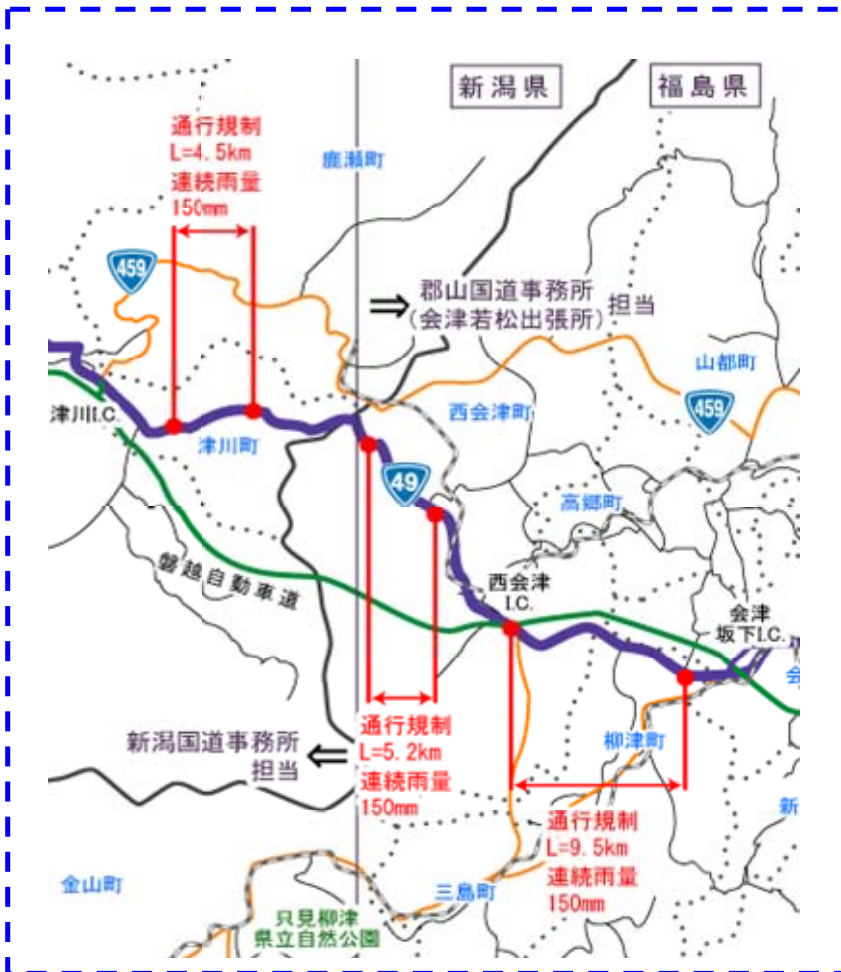 新潟県
福島県
通行規制
L=4.5km
連続雨量
150mm
鹿瀬町
459
郡山国道事務所
(会津若松出張所)
担当
山都町
459
津川I.C.
津川町
西会津町
49
高郷町
磐越自動車道
西会津
I.C.
会津
坂下I.C.
会
新潟国道事務所
担当
通行規制
L=5.2km
連続雨量
150mm
柳津町
新
通行規制
L=9.5km
連続雨量
150mm
金山町
三島町
只見柳津
県立自然公園